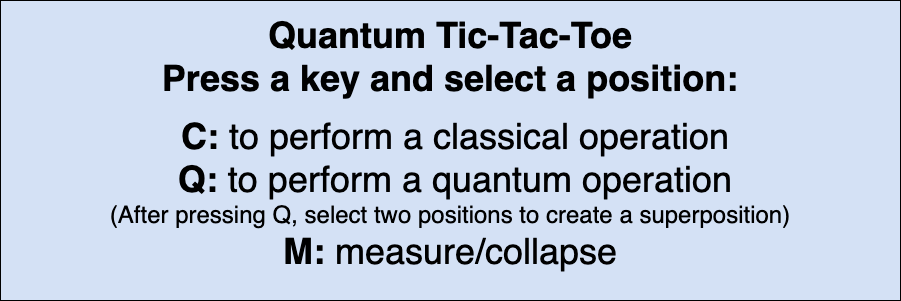 Quantum Tic-Tac-Toe
Press a key and select a position:
C: to perform a classical operation
Q: to perform a quantum operation
(After pressing Q, select two positions to create a superposition)
M: measure/collapse